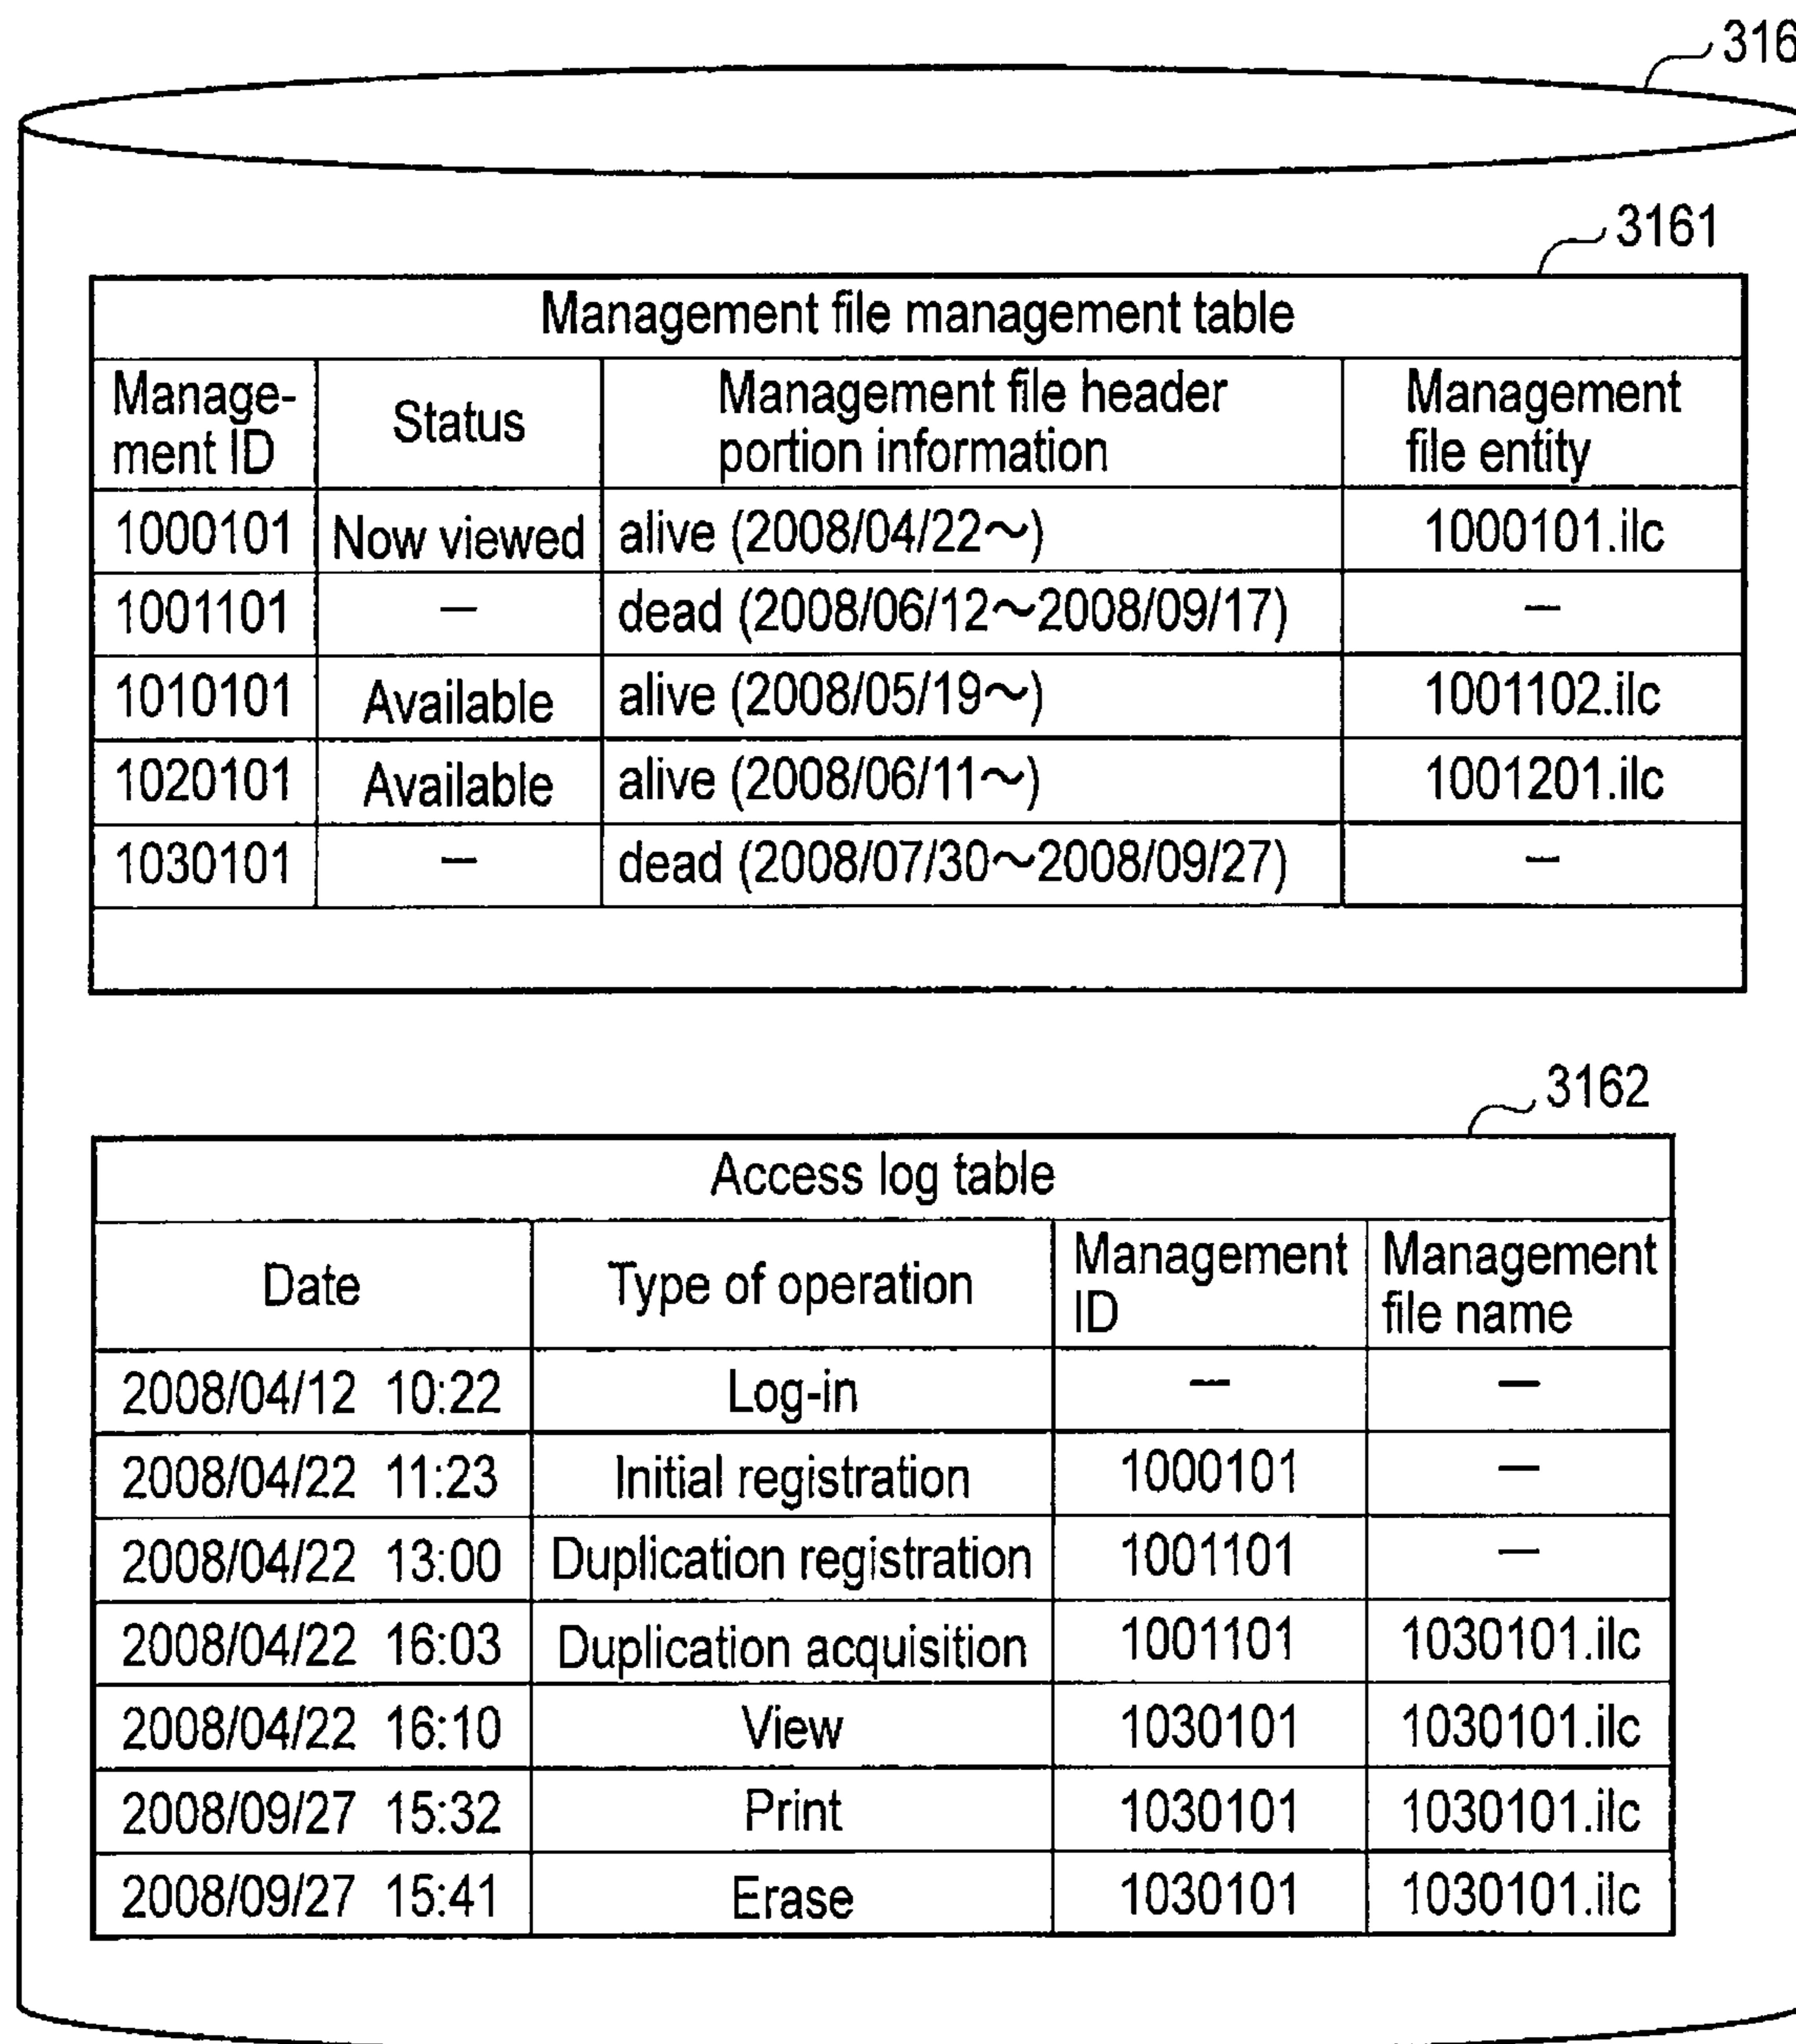 316
3161
Management file management table
Manage-
ment ID
Status
Management file header
portion information
Management
file entity
1000101 Now viewed alive (2008/04/22～) 1000101.ilc
1001101 — dead (2008/06/12～2008/09/17) —
1010101 Available alive (2008/05/19～) 1001102.ilc
1020101 Available alive (2008/06/11～) 1001201.ilc
1030101 — dead (2008/07/30～2008/09/27) —
3162
Access log table
Date
Type of operation
Management
ID
Management
file name
2008/04/12 10:22 Log-in — —
2008/04/22 11:23 Initial registration 1000101 —
2008/04/22 13:00 Duplication registration 1001101 —
2008/04/22 16:03 Duplication acquisition 1001101 1030101.ilc
2008/04/22 16:10 View 1030101 1030101.ilc
2008/09/27 15:32 Print 1030101 1030101.ilc
2008/09/27 15:41 Erase 1030101 1030101.ilc